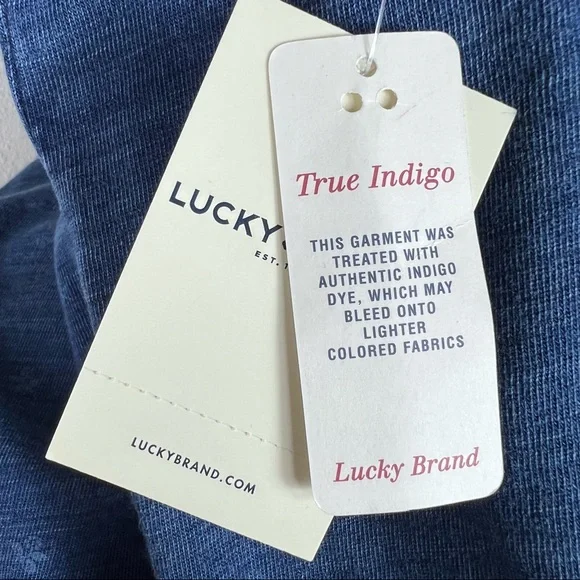 True Indigo
THIS GARMENT WAS
TREATED WITH
AUTHENTIC INDIGO
DYE, WHICH MAY
BLEED ONTO
LIGHTER
COLORED FABRICS
Lucky Brand
LUCKY
EST. 1
LUCKYBRAND.COM